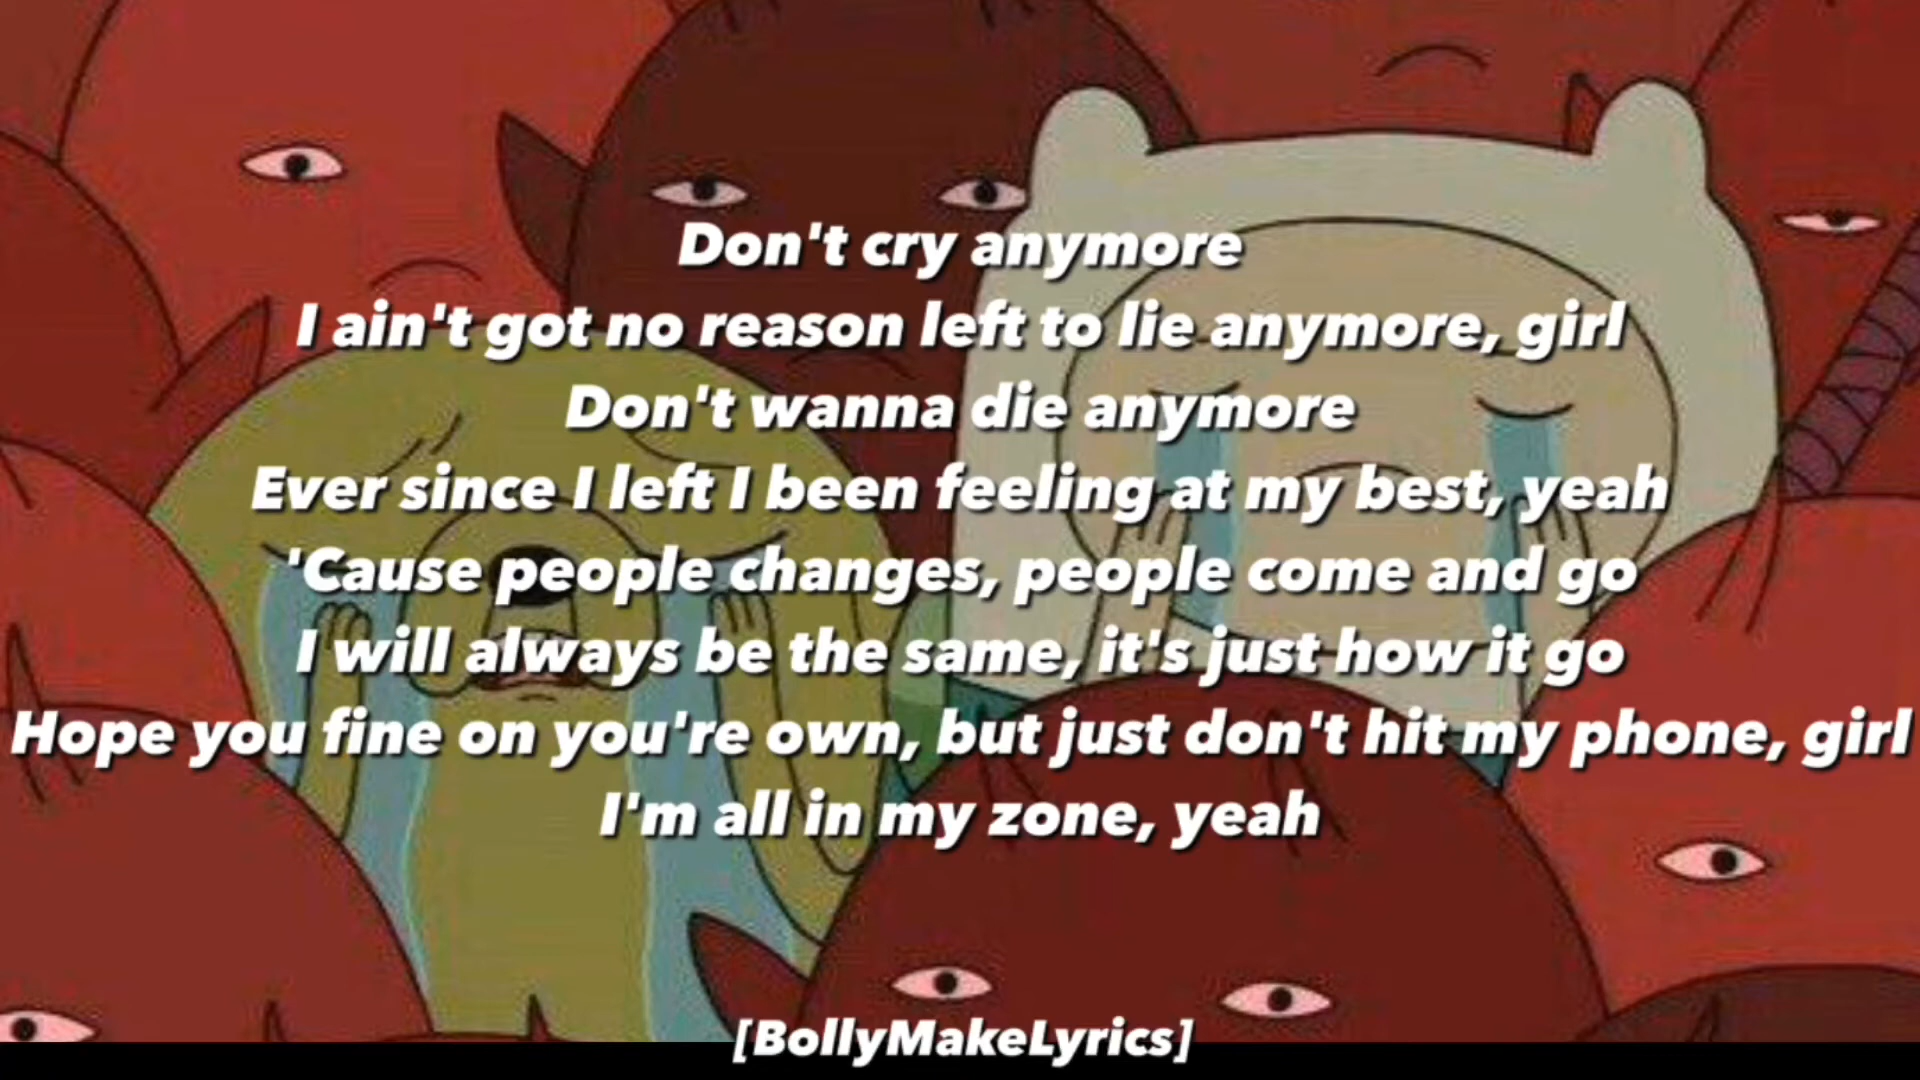 Don't cry anymore
I ain't got no reason left to lie anymore, girl
Don't wanna die anymore
Ever since I left I been feeling at my best, yeah
'Cause people changes, people come and go
I will always be the same, it's just how it go
Hope you fine on you're own, but just don't hit my phone, girl
I'm all in my zone, yeah
[BollyMakeLyrics]